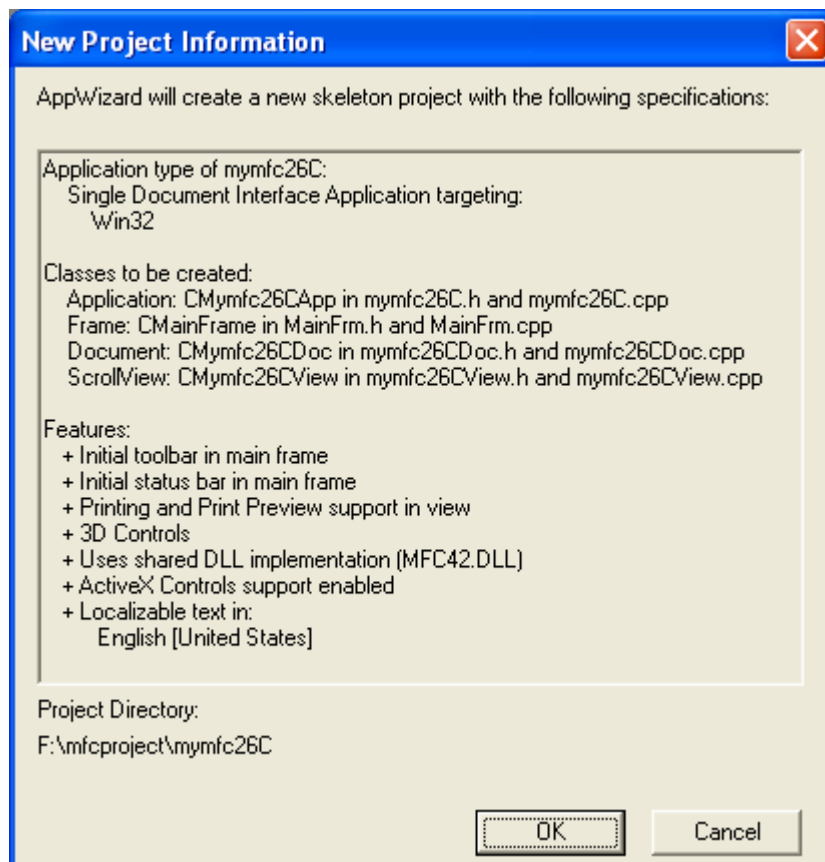 New Project Information
AppWizard will create a new skeleton project with the following specifications:
Application type of mymfc26C:
Single Document Interface Application targeting:
Win32
Classes to be created:
Application: CMymfc26CApp in mymfc26C.h and mymfc26C.cpp
Frame: CMainFrame in MainFrm.h and MainFrm.cpp
Document: CMymfc26CDoc in mymfc26CDoc.h and mymfc26CDoc.cpp
ScrollView: CMymfc26CView in mymfc26CView.h and mymfc26CView.cpp
Features:
+ Initial toolbar in main frame
+ Initial status bar in main frame
+ Printing and Print Preview support in view
+ 3D Controls
+ Uses shared DLL implementation (MFC42.DLL)
+ ActiveX Controls support enabled
+ Localizable text in:
English [United States]
Project Directory:
F:\mfcproject\mymfc26C
OK Cancel